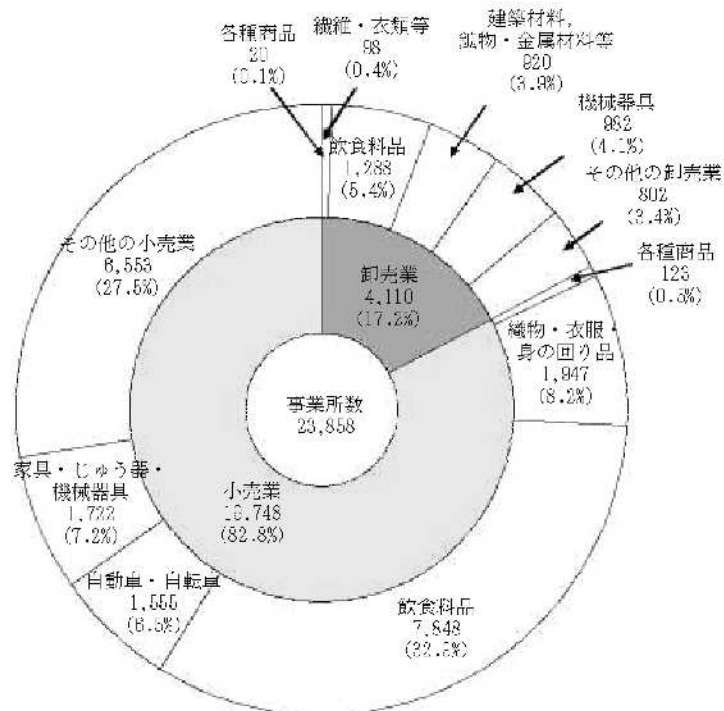 各種商品
20
(0.1%)
繊維・衣類等
98
(0.4%)
建築材料,
鉱物・金属材料等
920
(3.9%)
機械器具
982
(4.1%)
その他の卸売業
802
(3.4%)
各種商品
123
(0.5%)
飲食料品
1,288
(5.4%)
卸売業
4,110
(17.2%)
織物・衣服・
身の回り品
1,947
(8.2%)
その他の小売業
6,553
(27.5%)
事業所数
23,858
小売業
(82.8%)
家具・じゅう器・
機械器具
1,722
(7.2%)
自動車・自転車
1,555
(6.5%)
飲食料品
7,848